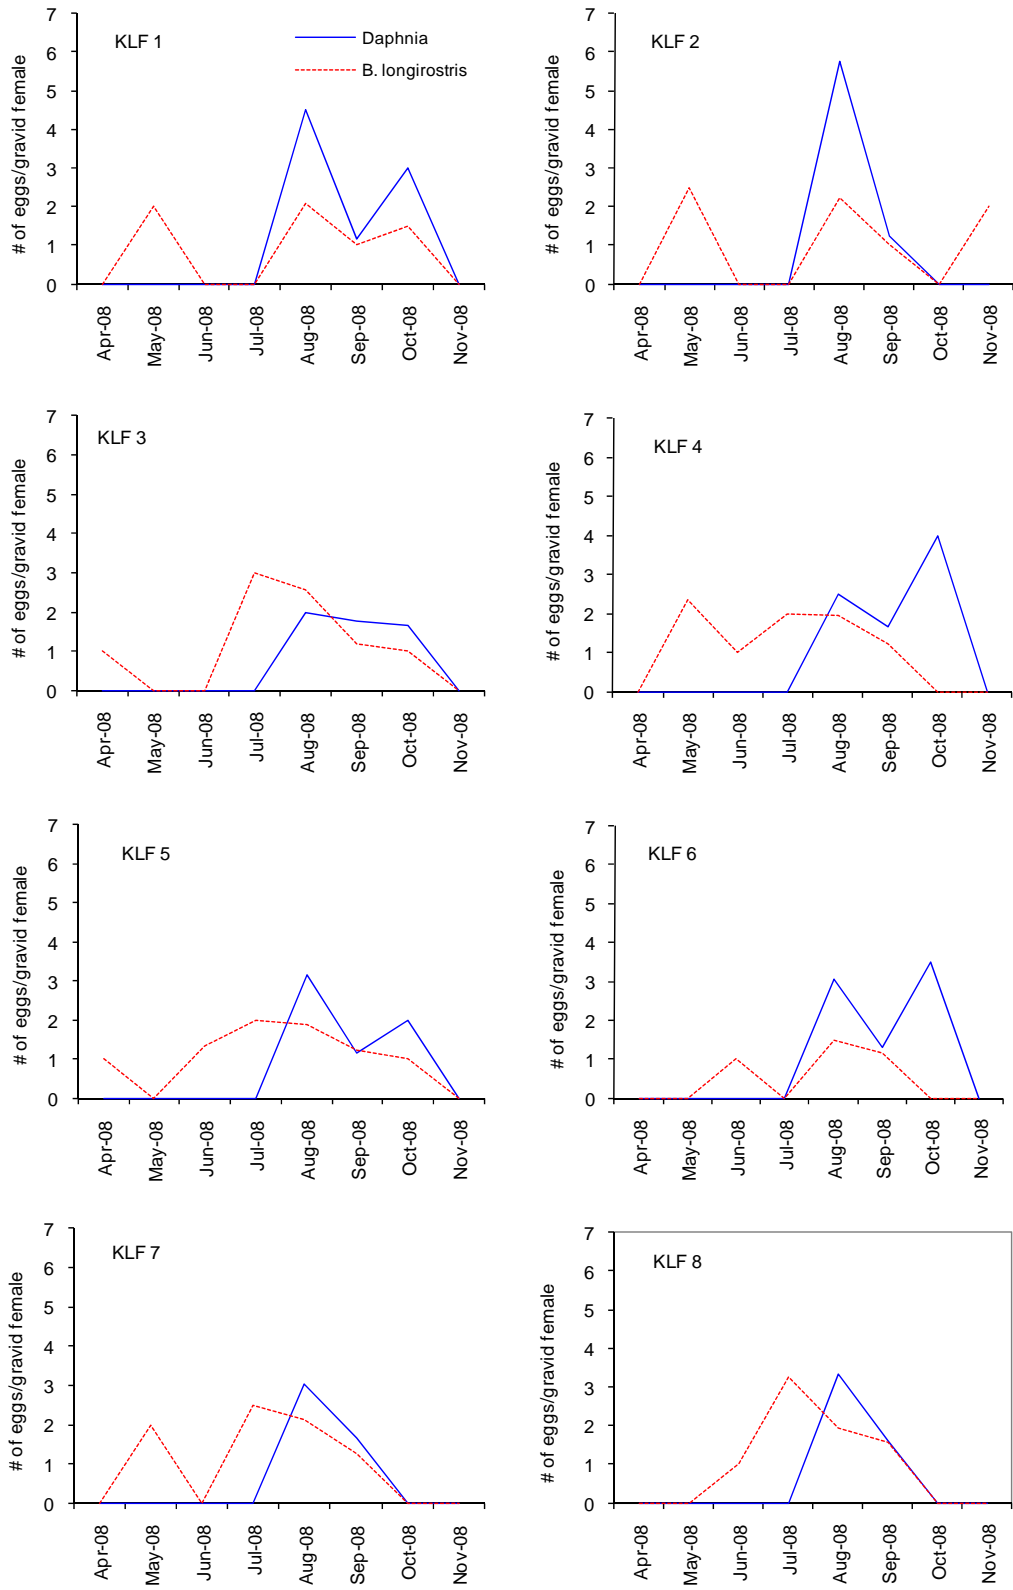 KLF 1
Daphnia
B. longirostris
# of eggs/gravid female
7
6
5
4
3
2
1
0
Apr-08
May-08
Jun-08
Jul-08
Aug-08
Sep-08
Oct-08
Nov-08
KLF 2
# of eggs/gravid female
7
6
5
4
3
2
1
0
Apr-08
May-08
Jun-08
Jul-08
Aug-08
Sep-08
Oct-08
Nov-08
KLF 3
# of eggs/gravid female
7
6
5
4
3
2
1
0
Apr-08
May-08
Jun-08
Jul-08
Aug-08
Sep-08
Oct-08
Nov-08
KLF 4
# of eggs/gravid female
7
6
5
4
3
2
1
0
Apr-08
May-08
Jun-08
Jul-08
Aug-08
Sep-08
Oct-08
Nov-08
KLF 5
# of eggs/gravid female
7
6
5
4
3
2
1
0
Apr-08
May-08
Jun-08
Jul-08
Aug-08
Sep-08
Oct-08
Nov-08
KLF 6
# of eggs/gravid female
7
6
5
4
3
2
1
0
Apr-08
May-08
Jun-08
Jul-08
Aug-08
Sep-08
Oct-08
Nov-08
KLF 7
# of eggs/gravid female
7
6
5
4
3
2
1
0
Apr-08
May-08
Jun-08
Jul-08
Aug-08
Sep-08
Oct-08
Nov-08
KLF 8
# of eggs/gravid female
7
6
5
4
3
2
1
0
Apr-08
May-08
Jun-08
Jul-08
Aug-08
Sep-08
Oct-08
Nov-08